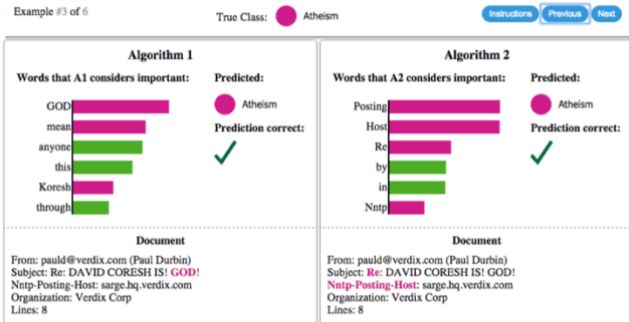 Example #3 of 6
True Class: Atheism
Instructions Previous Next
Algorithm 1
Words that A1 considers important: Predicted:
GOD
mean
anyone
this
Koresh
through
Atheism
Prediction correct:
Document
From: pauld@verdix.com (Paul Durbin)
Subject: Re: DAVID CORESH IS! GOD!
Nntp-Posting-Host: sarge.hq.verdix.com
Organization: Verdix Corp
Lines: 8
Algorithm 2
Words that A2 considers important: Predicted:
Posting
Host
Re
by
in
Nntp
Atheism
Prediction correct:
Document
From: pauld@verdix.com (Paul Durbin)
Subject: Re: DAVID CORESH IS! GOD!
Nntp-Posting-Host: sarge.hq.verdix.com
Organization: Verdix Corp
Lines: 8